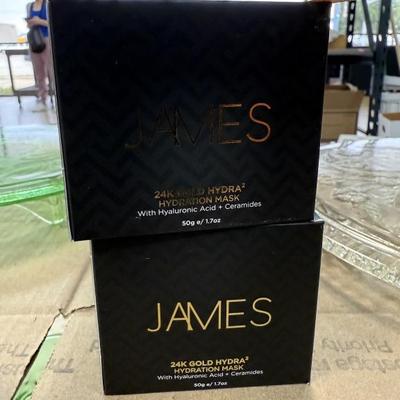 JAMES
24K GOLD HYDRA²
HYDRATION MASK
With Hyaluronic Acid + Ceramides
50g e/ 1.7oz
JAMES
24K GOLD HYDRA²
HYDRATION MASK
With Hyaluronic Acid + Ceramides
50g e/ 1.7oz
Priority